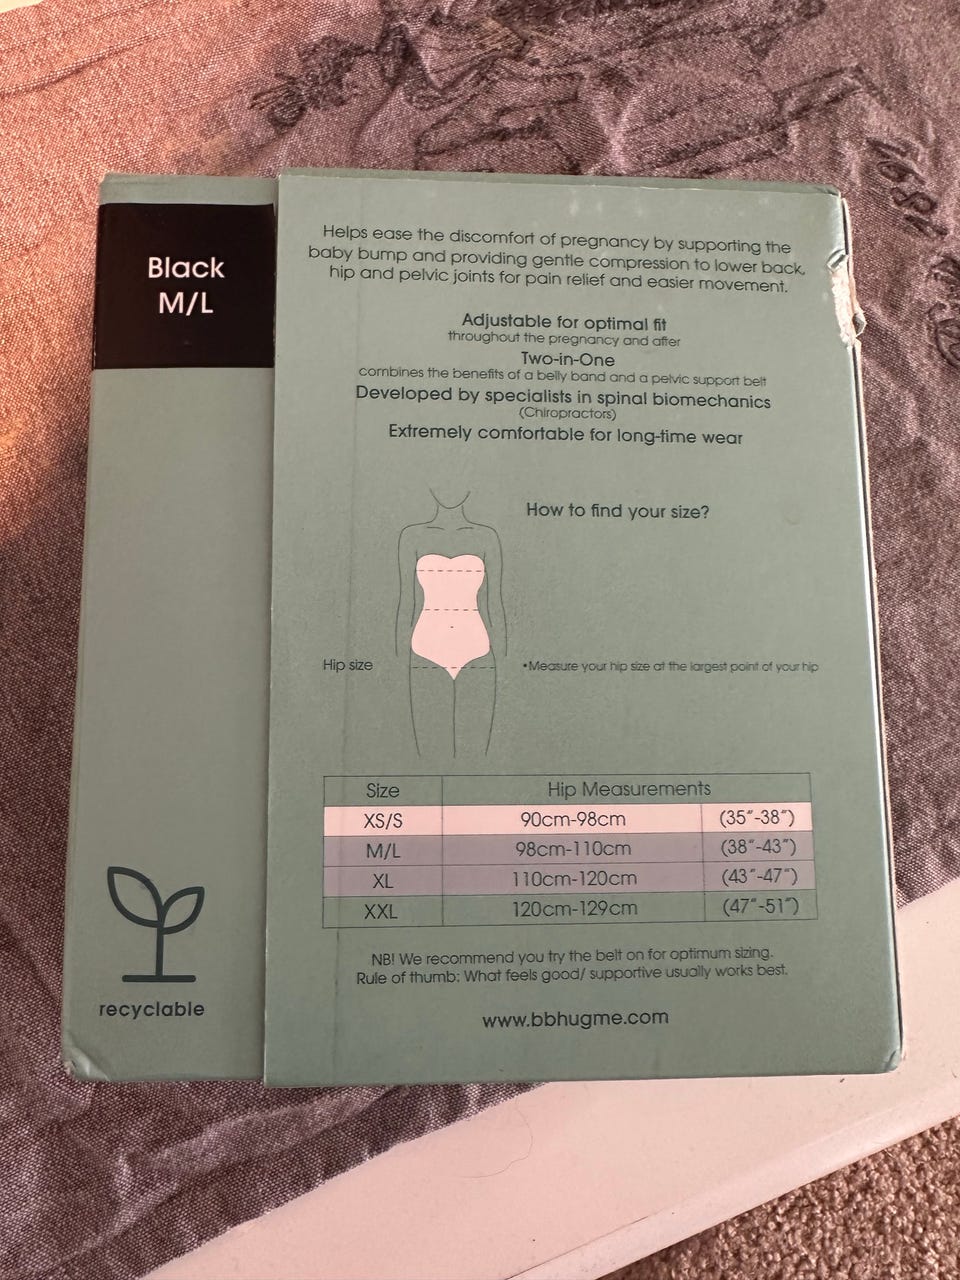 Black
M/L
recyclable
Helps ease the discomfort of pregnancy by supporting the
baby bump and providing gentle compression to lower back,
hip and pelvic joints for pain relief and easier movement.
Adjustable for optimal fit
throughout the pregnancy and after
Two-in-One
combines the benefits of a belly band and a pelvic support belt
Developed by specialists in spinal biomechanics
(Chiropractors)
Extremely comfortable for long-time wear
How to find your size?
Hip size
•Measure your hip size at the largest point of your hip
Size Hip Measurements
XS/S 90cm-98cm (35"-38")
M/L 98cm-110cm (38"-43")
XL 110cm-120cm (43"-47")
XXL 120cm-129cm (47"-51")
NB! We recommend you try the belt on for optimum sizing.
Rule of thumb: What feels good/ supportive usually works best.
www.bbhugme.com